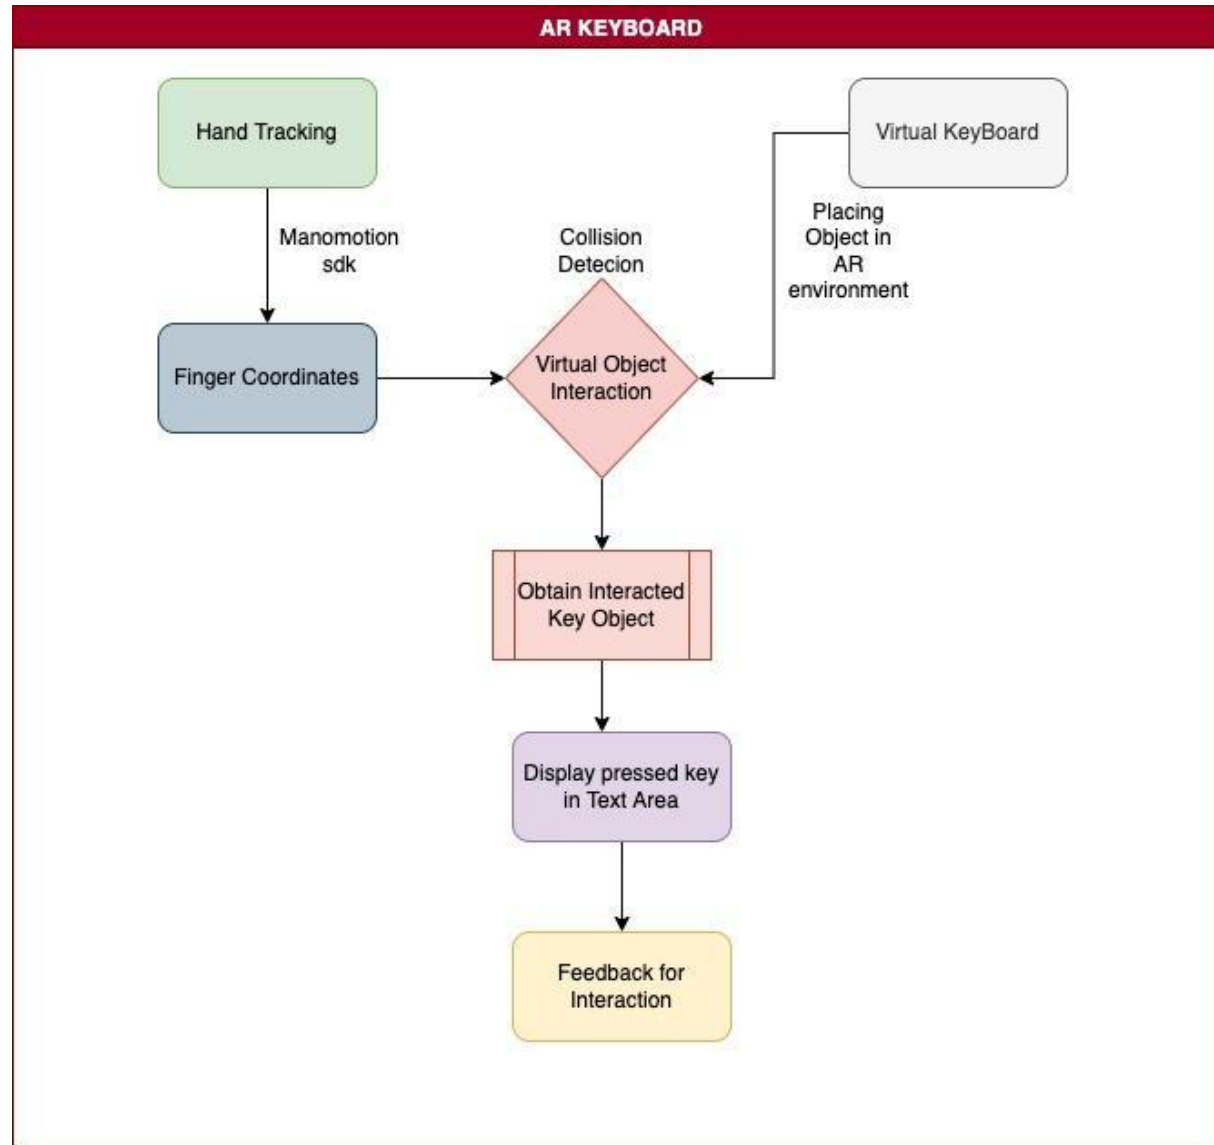 AR KEYBOARD
Hand Tracking
Virtual KeyBoard
Manomotion
sdk
Collision
Detecion
Placing
Object in
AR
environment
Finger Coordinates
Virtual Object
Interaction
Obtain Interacted
Key Object
Display pressed key
in Text Area
Feedback for
Interaction